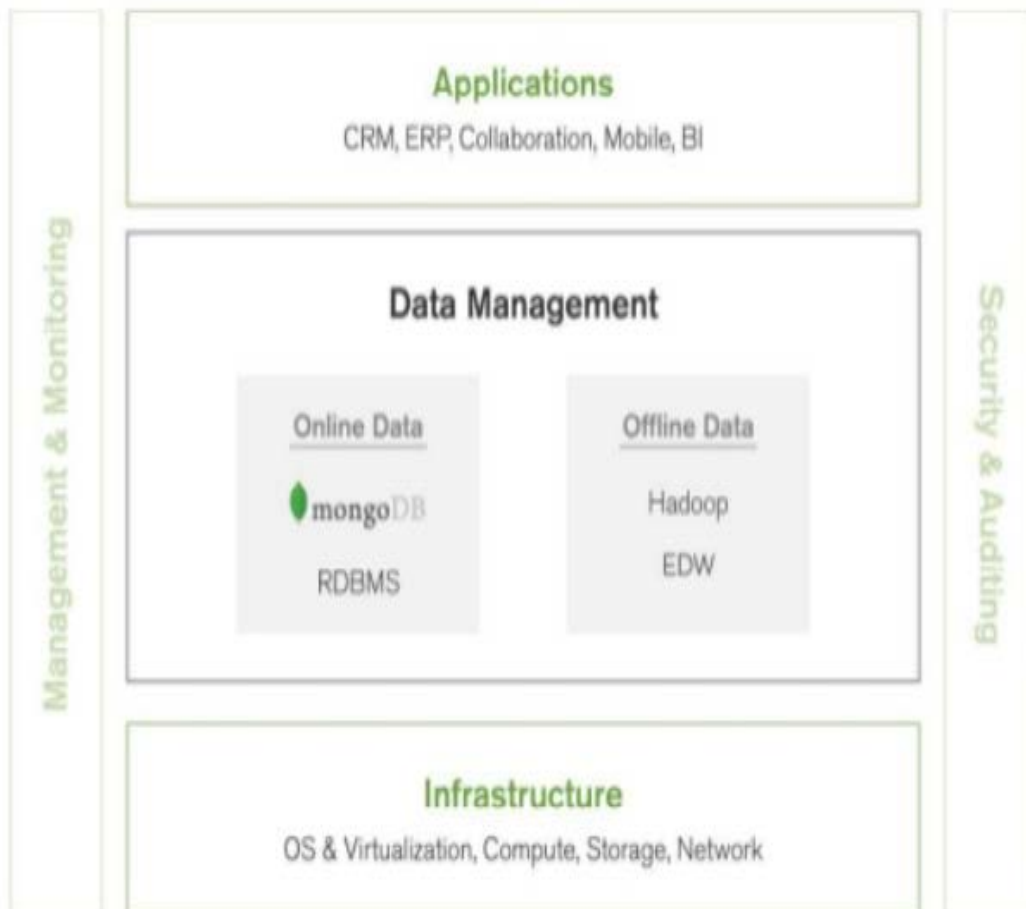 Management & Monitoring
Applications
CRM, ERP, Collaboration, Mobile, BI
Data Management
Online Data
mongoDB
RDBMS
Offline Data
Hadoop
EDW
Infrastructure
OS & Virtualization, Compute, Storage, Network
Security & Auditing